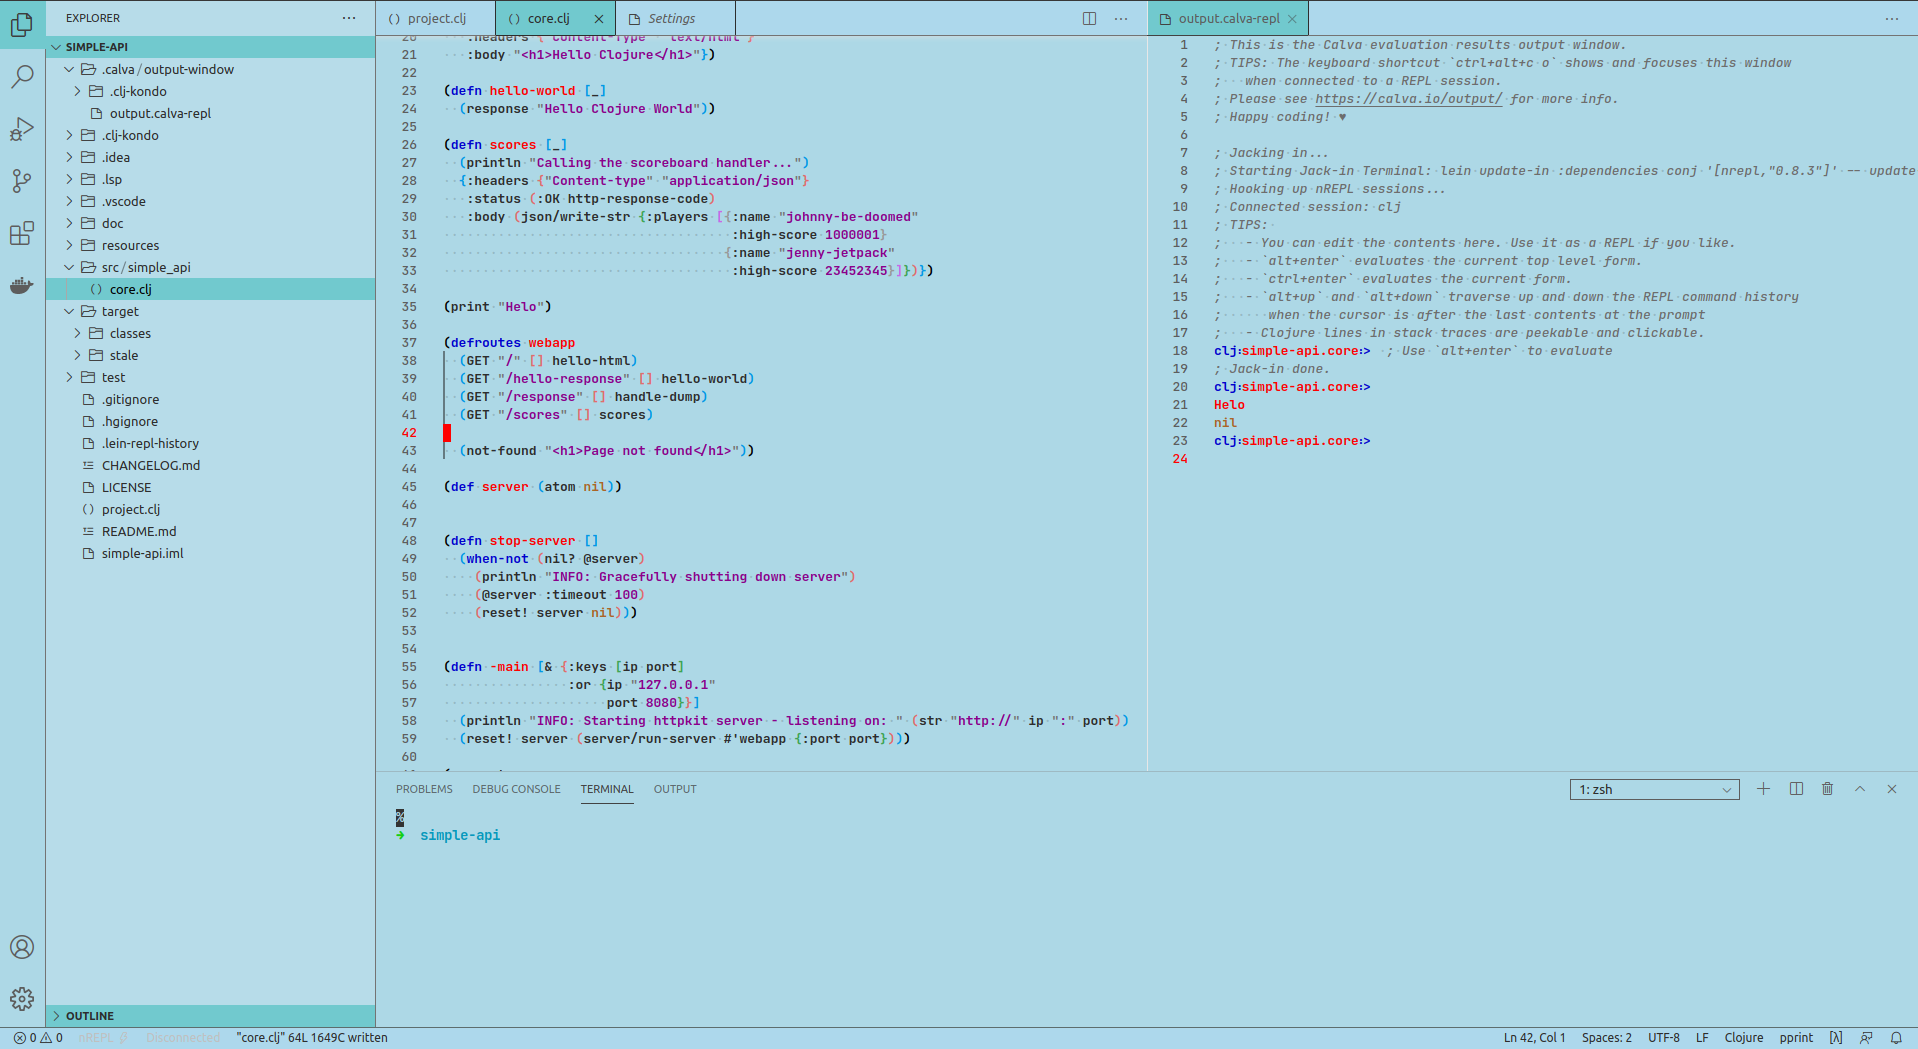 EXPLORER
SIMPLE-API
.calva/output-window
.clj-kondo
output.calva-repl
.clj-kondo
.idea
.lsp
.vscode
doc
resources
src/simple_api
core.clj
target
classes
stale
test
.gitignore
.hgignore
.lein-repl-history
CHANGELOG.md
LICENSE
project.clj
README.md
simple-api.iml
OUTLINE
project.clj
core.clj
Settings
20 :headers {"Content-Type" "text/html"}
21 :body "<h1>Hello Clojure</h1>"})
22
23 (defn hello-world [_]
24 (response "Hello Clojure World"))
25
26 (defn scores [_]
27 (println "Calling the scoreboard handler...")
28 {:headers {"Content-type" "application/json"}
29 :status (:OK http-response-code)
30 :body (json/write-str {:players [{:name "johnny-be-doomed"
31 :high-score 1000001}
32 {:name "jenny-jetpack"
33 :high-score 23452345}]})})
34
35 (print "Helo")
36
37 (defroutes webapp
38 (GET "/" [] hello-html)
39 (GET "/hello-response" [] hello-world)
40 (GET "/response" [] handle-dump)
41 (GET "/scores" [] scores)
42
43 (not-found "<h1>Page not found</h1>"))
44
45 (def server (atom nil))
46
47
48 (defn stop-server []
49 (when-not (nil? @server)
50 (println "INFO: Gracefully shutting down server")
51 (@server :timeout 100)
52 (reset! server nil)))
53
54
55 (defn -main [& {:keys [ip port]
56 :or {ip "127.0.0.1"
57 port 8080}}]
58 (println "INFO: Starting httpkit server - listening on: " (str "http://" ip ":" port))
59 (reset! server (server/run-server #'webapp {:port port})))
60
output.calva-repl
1 ; This is the Calva evaluation results output window.
2 ; TIPS: The keyboard shortcut `ctrl+alt+c o` shows and focuses this window
3 ; when connected to a REPL session.
4 ; Please see https://calva.io/output/ for more info.
5 ; Happy coding! ♥
6
7 ; Jacking in...
8 ; Starting Jack-in Terminal: lein update-in :dependencies conj '[nrepl,"0.8.3"]' -- update
9 ; Hooking up nREPL sessions...
10 ; Connected session: clj
11 ; TIPS:
12 ; - You can edit the contents here. Use it as a REPL if you like.
13 ; - `alt+enter` evaluates the current top level form.
14 ; - `ctrl+enter` evaluates the current form.
15 ; - `alt+up` and `alt+down` traverse up and down the REPL command history
16 ; when the cursor is after the last contents at the prompt
17 ; - Clojure lines in stack traces are peekable and clickable.
18 clj:simple-api.core:> ; Use `alt+enter` to evaluate
19 ; Jack-in done.
20 clj:simple-api.core:>
21 Helo
22 nil
23 clj:simple-api.core:>
24
PROBLEMS DEBUG CONSOLE TERMINAL OUTPUT
1: zsh
%
➜ simple-api
0 0 nREPL Disconnected "core.clj" 64L 1649C written
Ln 42, Col 1 Spaces: 2 UTF-8 LF Clojure pprint [λ]